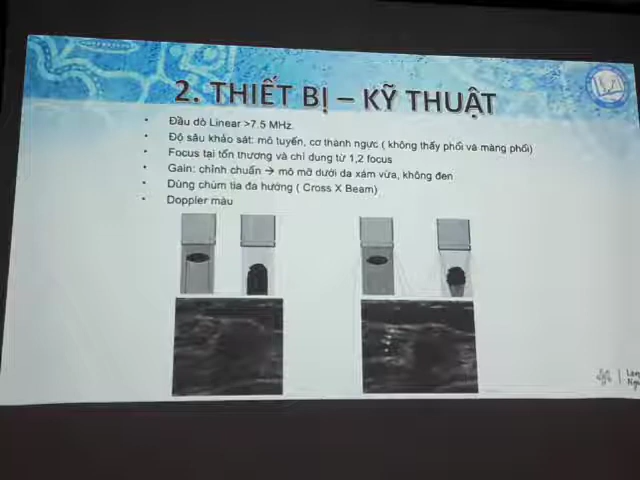 2. THIẾT BỊ – KỸ THUẬT
• Đầu dò Linear >7.5 MHz.
• Độ sâu khảo sát: mô tuyến, cơ thành ngực ( không thấy phổi và màng phổi)
• Focus tại tổn thương và chỉ dùng từ 1,2 focus
• Gain: chỉnh chuẩn → mô mỡ dưới da xám vừa, không đen
• Dùng chùm tia đa hướng ( Cross X Beam)
• Doppler màu